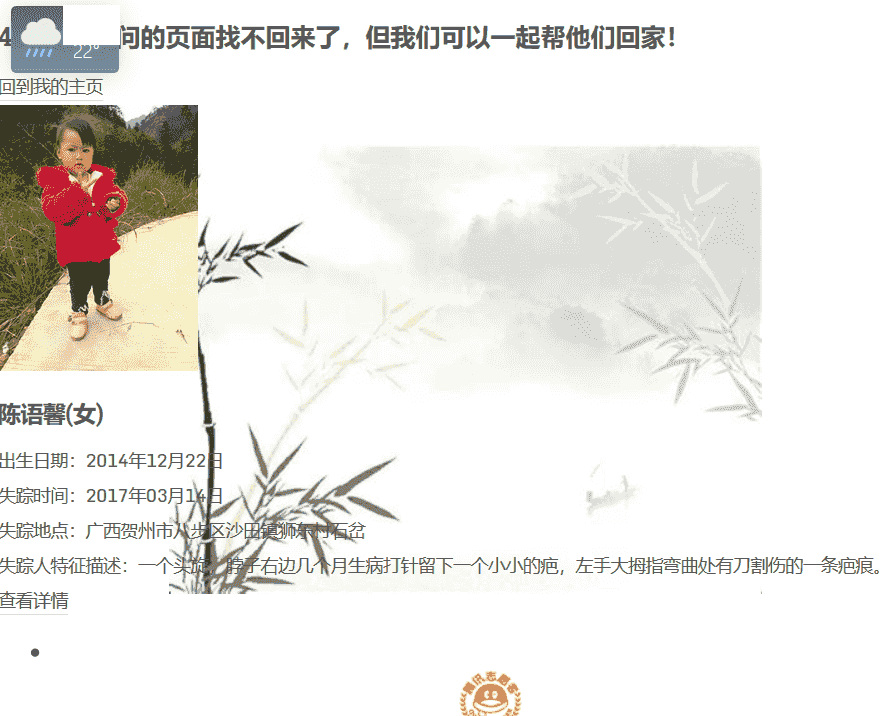 4 问的页面找不回来了，但我们可以一起帮他们回家！
22°
回到我的主页
陈语馨(女)
出生日期：2014年12月22日
失踪时间：2017年03月14日
失踪地点：广西贺州市八步区沙田镇狮东村石岔
失踪人特征描述：一个头旋，脖子右边几个月生病打针留下一个小小的疤，左手大拇指弯曲处有刀割伤的一条疤痕。
查看详情
腾讯志愿者